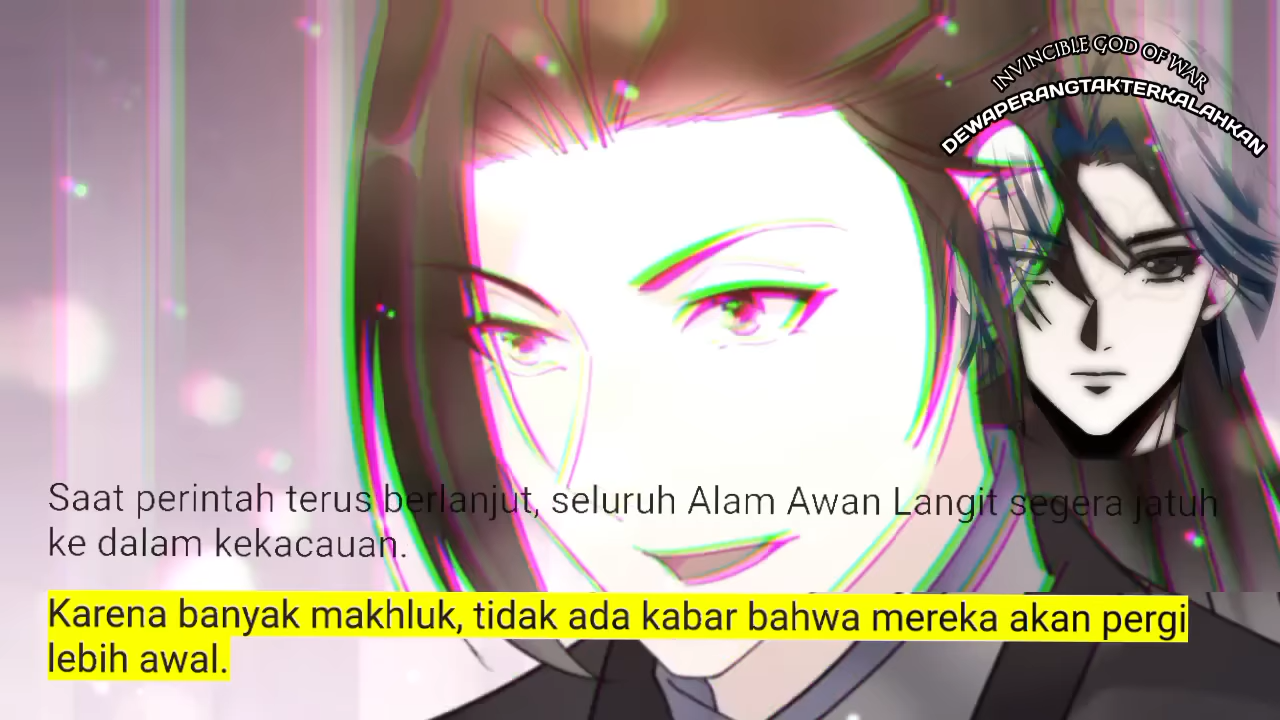 INVINCIBLE GOD OF WAR
DEWAPERANGTAKTERKALAHKAN
Saat perintah terus berlanjut, seluruh Alam Awan Langit segera jatuh
ke dalam kekacauan.
Karena banyak makhluk, tidak ada kabar bahwa mereka akan pergi
lebih awal.